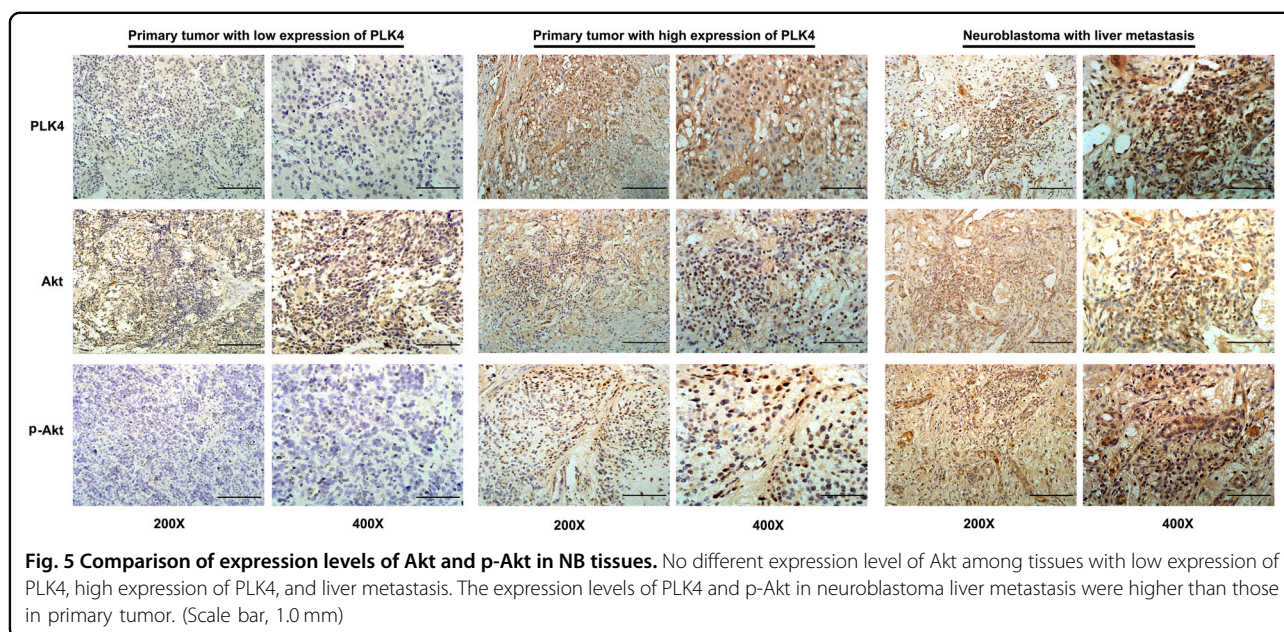 Primary tumor with low expression of PLK4
Primary tumor with high expression of PLK4
Neuroblastoma with liver metastasis
PLK4
Akt
p-Akt
200X
400X
200X
400X
200X
400X
Fig. 5 Comparison of expression levels of Akt and p-Akt in NB tissues. No different expression level of Akt among tissues with low expression of
PLK4, high expression of PLK4, and liver metastasis. The expression levels of PLK4 and p-Akt in neuroblastoma liver metastasis were higher than those
in primary tumor. (Scale bar, 1.0 mm)